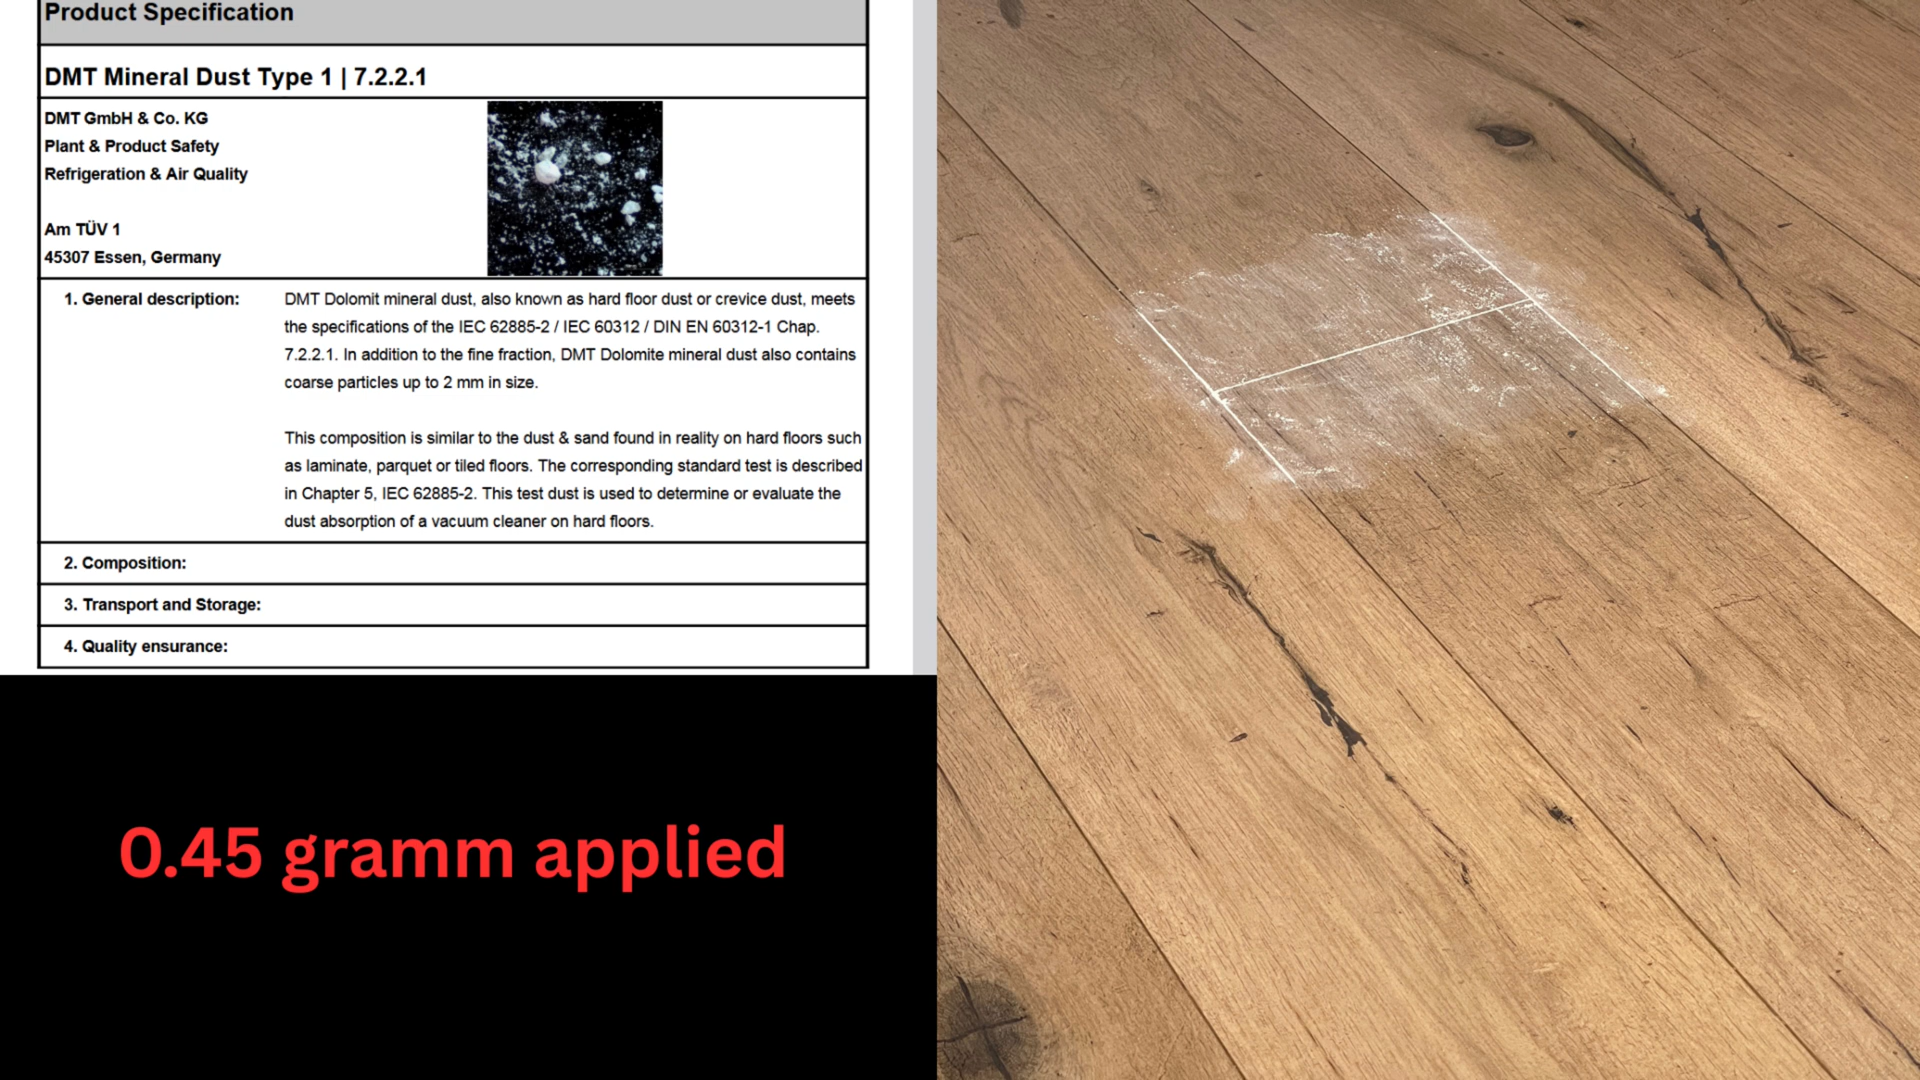 Product Specification
DMT Mineral Dust Type 1 | 7.2.2.1
DMT GmbH & Co. KG
Plant & Product Safety
Refrigeration & Air Quality
Am TÜV 1
45307 Essen, Germany
1. General description:
DMT Dolomit mineral dust, also known as hard floor dust or crevice dust, meets
the specifications of the IEC 62885-2 / IEC 60312 / DIN EN 60312-1 Chap.
7.2.2.1. In addition to the fine fraction, DMT Dolomite mineral dust also contains
coarse particles up to 2 mm in size.
This composition is similar to the dust & sand found in reality on hard floors such
as laminate, parquet or tiled floors. The corresponding standard test is described
in Chapter 5, IEC 62885-2. This test dust is used to determine or evaluate the
dust absorption of a vacuum cleaner on hard floors.
2. Composition:
3. Transport and Storage:
4. Quality ensurance:
0.45 gramm applied